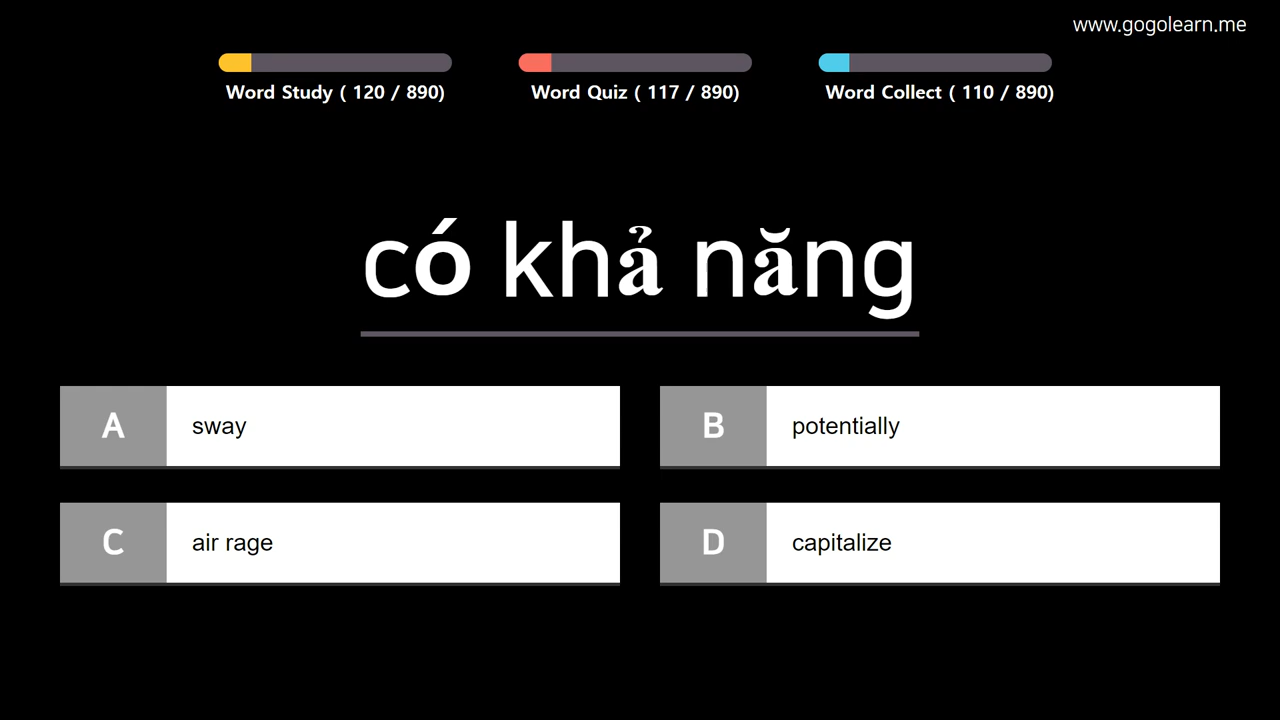 www.gogolearn.me
Word Study ( 120 / 890)
Word Quiz ( 117 / 890)
Word Collect ( 110 / 890)
có khả năng
A
sway
B
potentially
C
air rage
D
capitalize